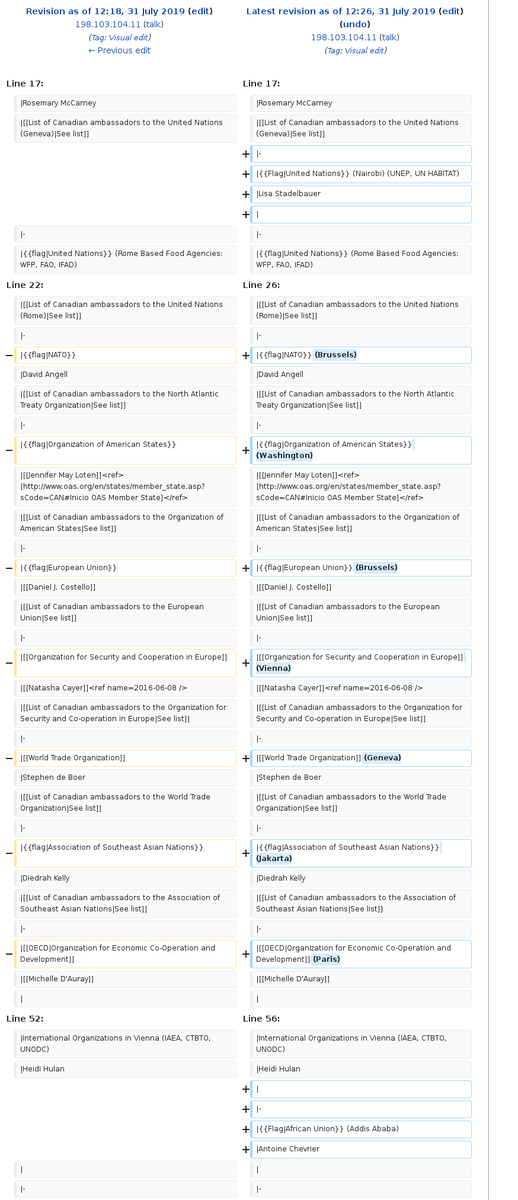 Revision as of 12:18, 31 July 2019 (edit)
198.103.104.11 (talk)
(Tag: Visual edit)
← Previous edit
Latest revision as of 12:26, 31 July 2019 (edit)
(undo)
198.103.104.11 (talk)
(Tag: Visual edit)
Line 17:
Line 17:
|Rosemary McCarney
|Rosemary McCarney
|[[List of Canadian ambassadors to the United Nations
(Geneva)|See list]]
|[[List of Canadian ambassadors to the United Nations
(Geneva)|See list]]
+ |-
+ |{{Flag|United Nations}} (Nairobi) (UNEP, UN HABITAT)
+ |Lisa Stadelbauer
+ |
|-
|-
|{{flag|United Nations}} (Rome Based Food Agencies:
WFP, FAO, IFAD)
|{{flag|United Nations}} (Rome Based Food Agencies:
WFP, FAO, IFAD)
Line 22:
Line 26:
|[[List of Canadian ambassadors to the United Nations
(Rome)|See list]]
|[[List of Canadian ambassadors to the United Nations
(Rome)|See list]]
|-
|-
− |{{flag|NATO}}
+ |{{flag|NATO}} (Brussels)
|David Angell
|David Angell
|[[List of Canadian ambassadors to the North Atlantic
Treaty Organization|See list]]
|[[List of Canadian ambassadors to the North Atlantic
Treaty Organization|See list]]
|-
|-
− |{{flag|Organization of American States}}
+ |{{flag|Organization of American States}}
(Washington)
|[[Jennifer May Loten]]<ref>
[http://www.oas.org/en/states/member_state.asp?
sCode=CAN#Inicio OAS Member State]</ref>
|[[Jennifer May Loten]]<ref>
[http://www.oas.org/en/states/member_state.asp?
sCode=CAN#Inicio OAS Member State]</ref>
|[[List of Canadian ambassadors to the Organization of
American States|See list]]
|[[List of Canadian ambassadors to the Organization of
American States|See list]]
|-
|-
− |{{flag|European Union}}
+ |{{flag|European Union}} (Brussels)
|[[Daniel J. Costello]]
|[[Daniel J. Costello]]
|[[List of Canadian ambassadors to the European
Union|See list]]
|[[List of Canadian ambassadors to the European
Union|See list]]
|-
|-
− |[[Organization for Security and Cooperation in Europe]]
+ |[[Organization for Security and Cooperation in Europe]]
(Vienna)
|[[Natasha Cayer]]<ref name=2016-06-08 />
|[[Natasha Cayer]]<ref name=2016-06-08 />
|[[List of Canadian ambassadors to the Organization for
Security and Co-operation in Europe|See list]]
|[[List of Canadian ambassadors to the Organization for
Security and Co-operation in Europe|See list]]
|-
|-
− |[[World Trade Organization]]
+ |[[World Trade Organization]] (Geneva)
|Stephen de Boer
|Stephen de Boer
|[[List of Canadian ambassadors to the World Trade
Organization|See list]]
|[[List of Canadian ambassadors to the World Trade
Organization|See list]]
|-
|-
− |{{flag|Association of Southeast Asian Nations}}
+ |{{flag|Association of Southeast Asian Nations}}
(Jakarta)
|Diedrah Kelly
|Diedrah Kelly
|[[List of Canadian ambassadors to the Association of
Southeast Asian Nations|See list]]
|[[List of Canadian ambassadors to the Association of
Southeast Asian Nations|See list]]
|-
|-
− |[[OECD|Organization for Economic Co-Operation and
Development]]
+ |[[OECD|Organization for Economic Co-Operation and
Development]] (Paris)
|[[Michelle D'Auray]]
|[[Michelle D'Auray]]
|
|
Line 52:
Line 56:
|International Organizations in Vienna (IAEA, CTBTO,
UNODC)
|International Organizations in Vienna (IAEA, CTBTO,
UNODC)
|Heidi Hulan
|Heidi Hulan
+ |
+ |-
+ |{{Flag|African Union}} (Addis Ababa)
+ |Antoine Chevrier
|
|
|-
|-